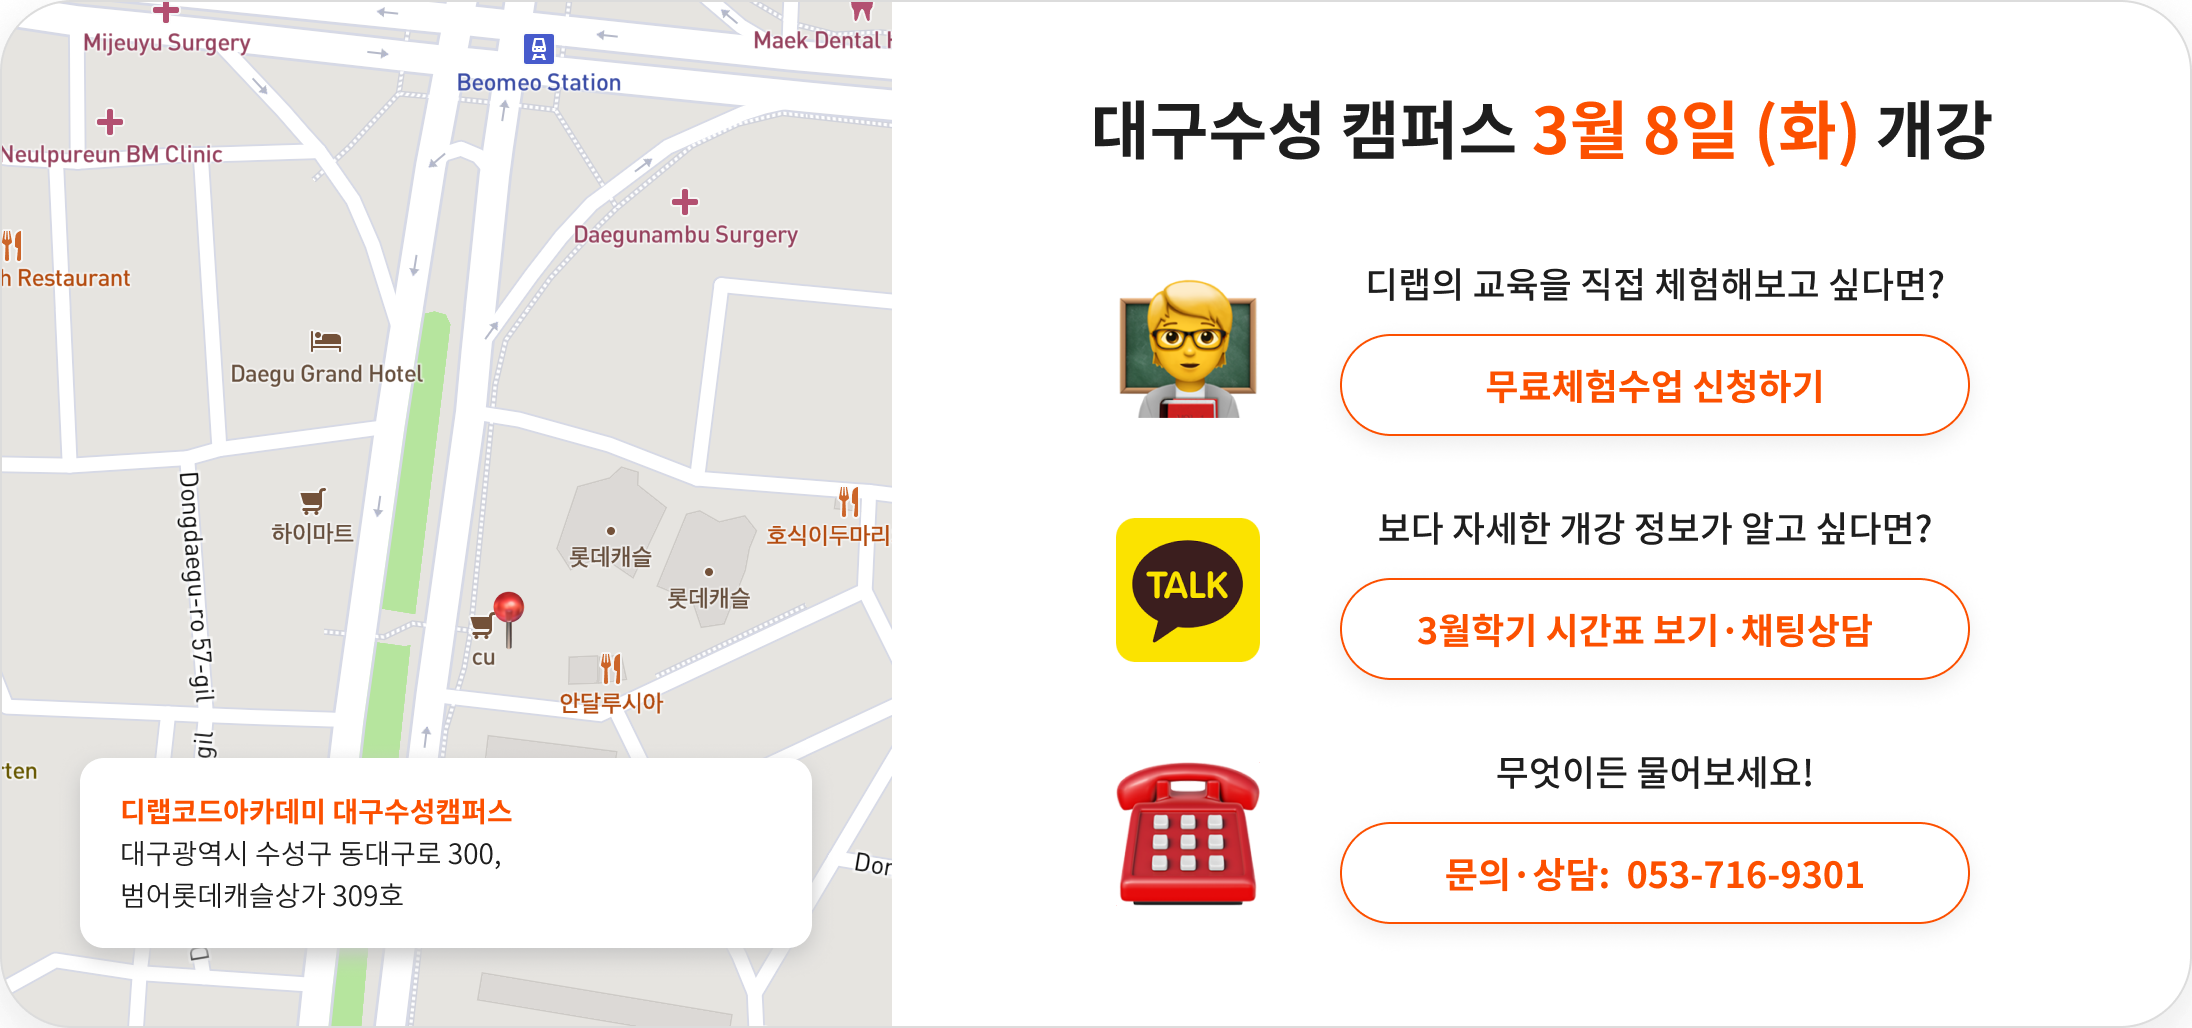 Mijeuyu Surgery
Beomeo Station
Maek Dental
Neulpureun BM Clinic
Daegunambu Surgery
h Restaurant
Daegu Grand Hotel
Dongdaegu-ro 57-gil
하이마트
롯데캐슬
롯데캐슬
호식이두마리
cu
안달루시아
gil
rten
Dor
D
디랩코드아카데미 대구수성캠퍼스
대구광역시 수성구 동대구로 300,
범어롯데캐슬상가 309호
대구수성 캠퍼스 3월 8일 (화) 개강
디랩의 교육을 직접 체험해보고 싶다면?
무료체험수업 신청하기
보다 자세한 개강 정보가 알고 싶다면?
TALK
3월학기 시간표 보기·채팅상담
무엇이든 물어보세요!
문의·상담: 053-716-9301